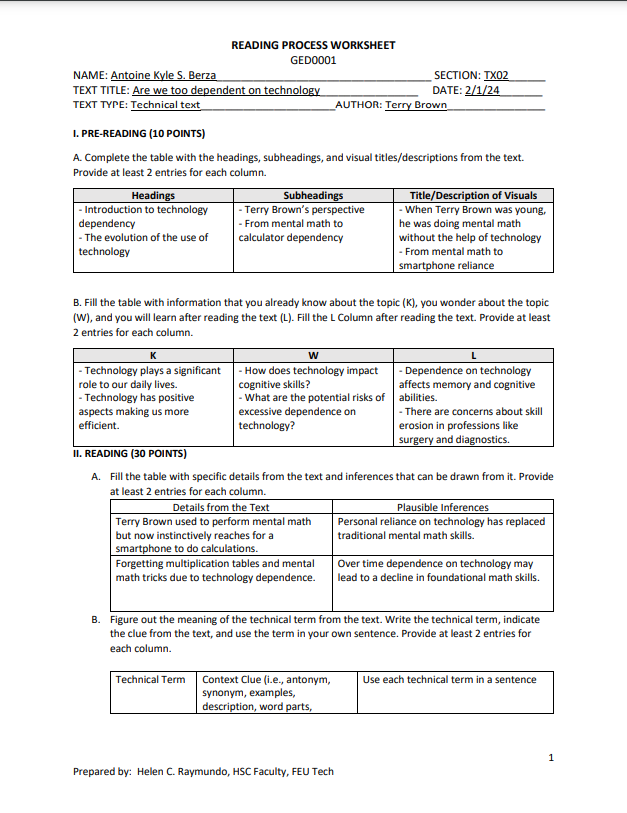 READING PROCESS WORKSHEET
GED0001
NAME: Antoine Kyle S. Berza SECTION: TX02
TEXT TITLE: Are we too dependent on technology DATE: 2/1/24
TEXT TYPE: Technical text AUTHOR: Terry Brown
I. PRE-READING (10 POINTS)
A. Complete the table with the headings, subheadings, and visual titles/descriptions from the text.
Provide at least 2 entries for each column.
Headings
- Introduction to technology
dependency
- The evolution of the use of
technology
Subheadings
- Terry Brown's perspective
- From mental math to
calculator dependency
Title/Description of Visuals
- When Terry Brown was young,
he was doing mental math
without the help of technology
- From mental math to
smartphone reliance
B. Fill the table with information that you already know about the topic (K), you wonder about the topic
(W), and you will learn after reading the text (L). Fill the L Column after reading the text. Provide at least
2 entries for each column.
K
- Technology plays a significant
role to our daily lives.
- Technology has positive
aspects making us more
efficient.
W
- How does technology impact
cognitive skills?
- What are the potential risks of
excessive dependence on
technology?
L
- Dependence on technology
affects memory and cognitive
abilities.
- There are concerns about skill
erosion in professions like
surgery and diagnostics.
II. READING (30 POINTS)
A. Fill the table with specific details from the text and inferences that can be drawn from it. Provide
at least 2 entries for each column.
Details from the Text
Plausible Inferences
Terry Brown used to perform mental math
but now instinctively reaches for a
smartphone to do calculations.
Personal reliance on technology has replaced
traditional mental math skills.
Forgetting multiplication tables and mental
math tricks due to technology dependence.
Over time dependence on technology may
lead to a decline in foundational math skills.
B. Figure out the meaning of the technical term from the text. Write the technical term, indicate
the clue from the text, and use the term in your own sentence. Provide at least 2 entries for
each column.
Technical Term
Context Clue (i.e., antonym,
synonym, examples,
description, word parts,
Use each technical term in a sentence
1
Prepared by: Helen C. Raymundo, HSC Faculty, FEU Tech